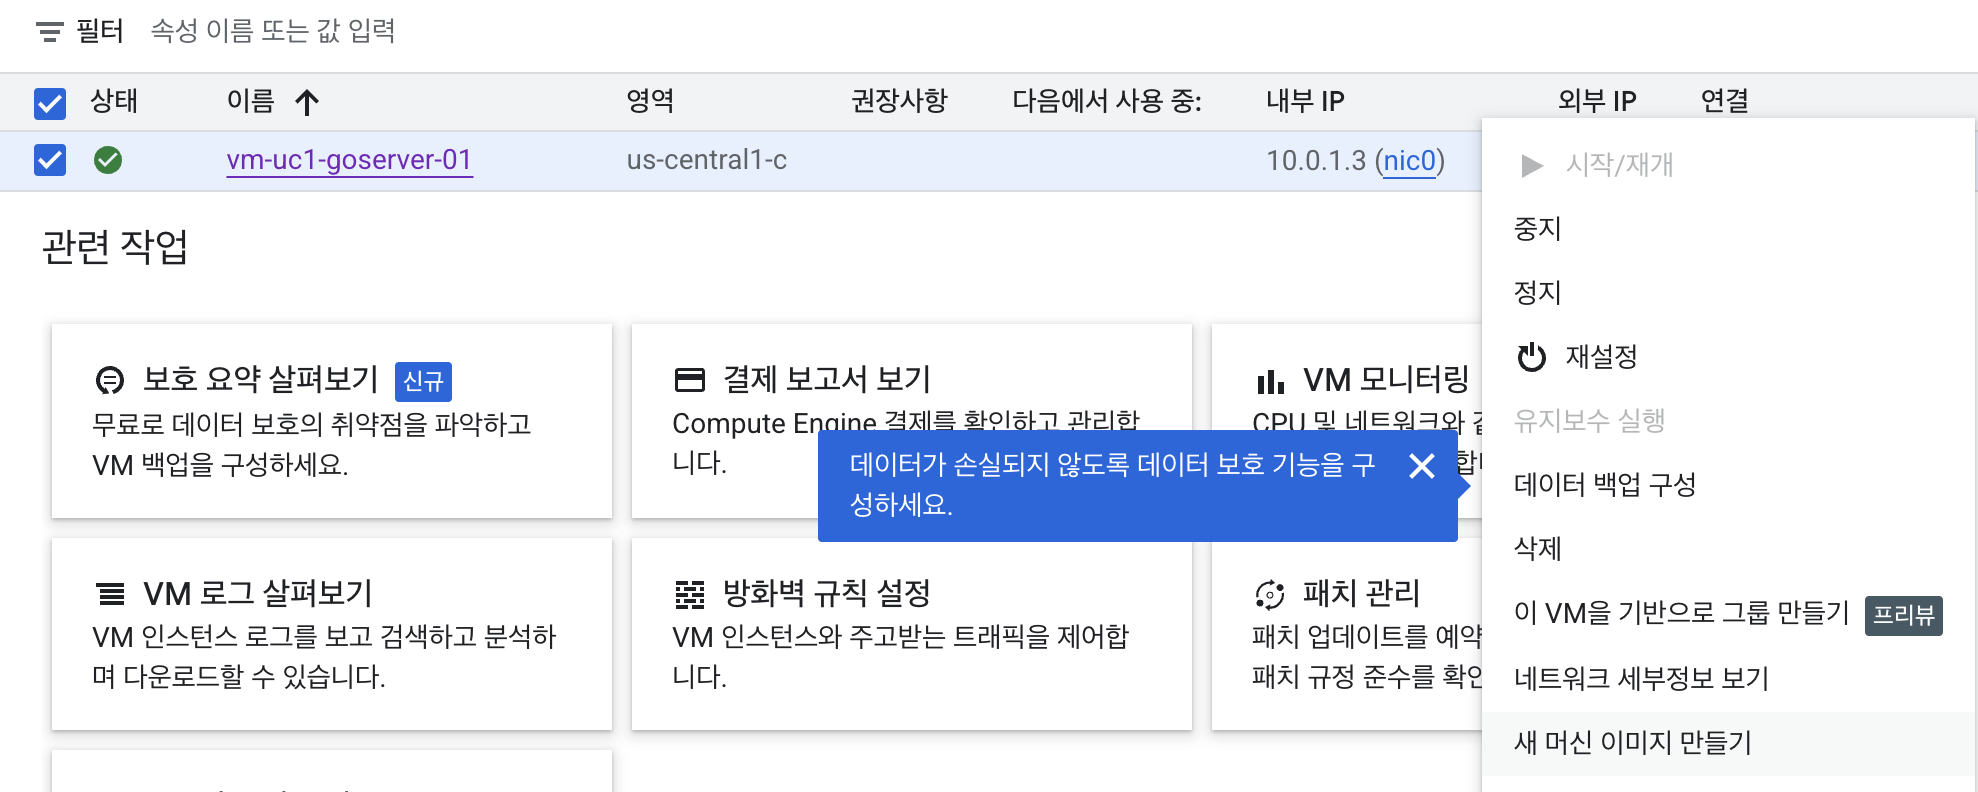 필터 속성 이름 또는 값 입력
상태 이름 영역 권장사항 다음에서 사용 중: 내부 IP 외부 IP 연결
vm-uc1-goserver-01 us-central1-c 10.0.1.3 (nic0)
관련 작업
보호 요약 살펴보기 신규
무료로 데이터 보호의 취약점을 파악하고
VM 백업을 구성하세요.
결제 보고서 보기
Compute Engine 결제를 확인하고 관리합
니다.
VM 모니터링
CPU 및 네트워크와
데이터가 손실되지 않도록 데이터 보호 기능을 구
성하세요.
VM 로그 살펴보기
VM 인스턴스 로그를 보고 검색하고 분석하
며 다운로드할 수 있습니다.
방화벽 규칙 설정
VM 인스턴스와 주고받는 트래픽을 제어합
니다.
패치 관리
패치 업데이트를 예약
패치 규정 준수를 확인
시작/재개
중지
정지
재설정
유지보수 실행
데이터 백업 구성
삭제
이 VM을 기반으로 그룹 만들기 프리뷰
네트워크 세부정보 보기
새 머신 이미지 만들기